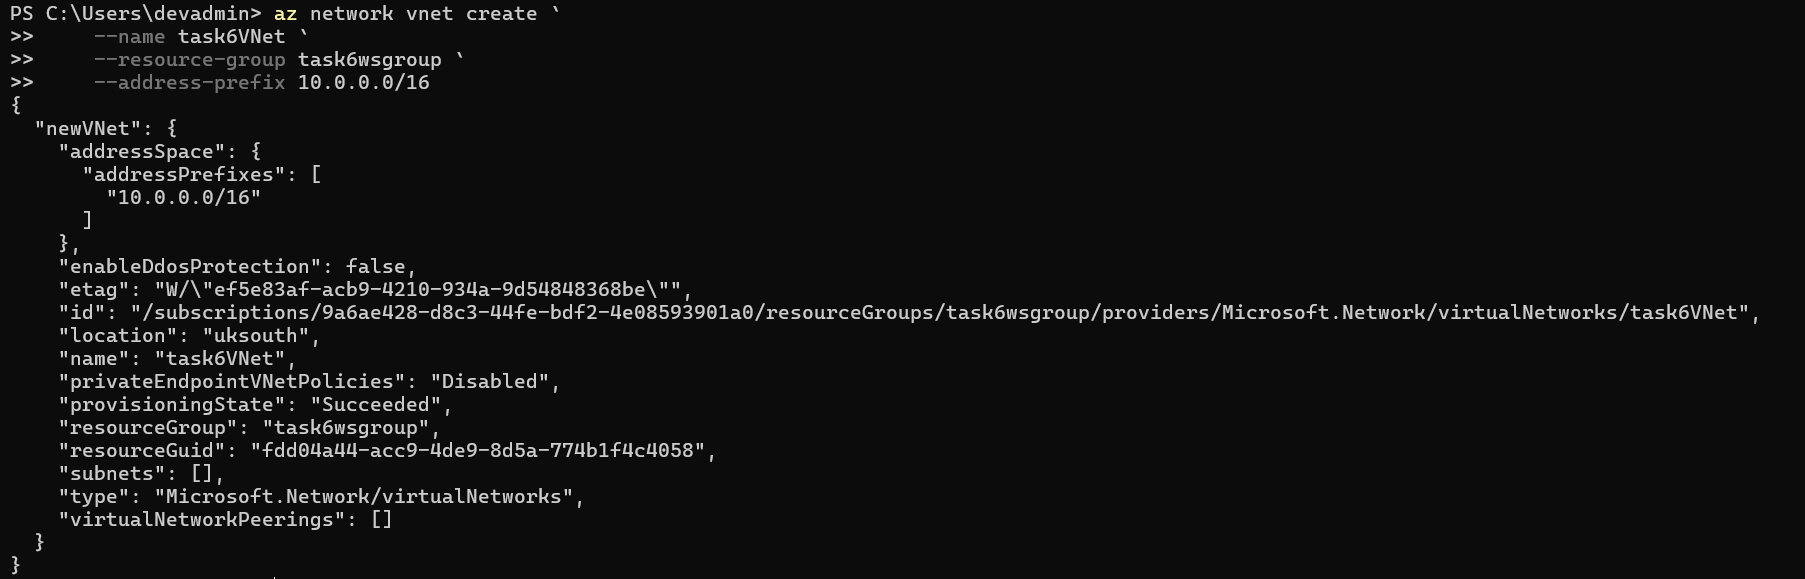 PS C:\Users\devadmin> az network vnet create `
>>     --name task6VNet `
>>     --resource-group task6wsgroup `
>>     --address-prefix 10.0.0.0/16
{
  "newVNet": {
    "addressSpace": {
      "addressPrefixes": [
        "10.0.0.0/16"
      ]
    },
    "enableDdosProtection": false,
    "etag": "W/\"ef5e83af-acb9-4210-934a-9d54848368be\"",
    "id": "/subscriptions/9a6ae428-d8c3-44fe-bdf2-4e08593901a0/resourceGroups/task6wsgroup/providers/Microsoft.Network/virtualNetworks/task6VNet",
    "location": "uksouth",
    "name": "task6VNet",
    "privateEndpointVNetPolicies": "Disabled",
    "provisioningState": "Succeeded",
    "resourceGroup": "task6wsgroup",
    "resourceGuid": "fdd04a44-acc9-4de9-8d5a-774b1f4c4058",
    "subnets": [],
    "type": "Microsoft.Network/virtualNetworks",
    "virtualNetworkPeerings": []
  }
}